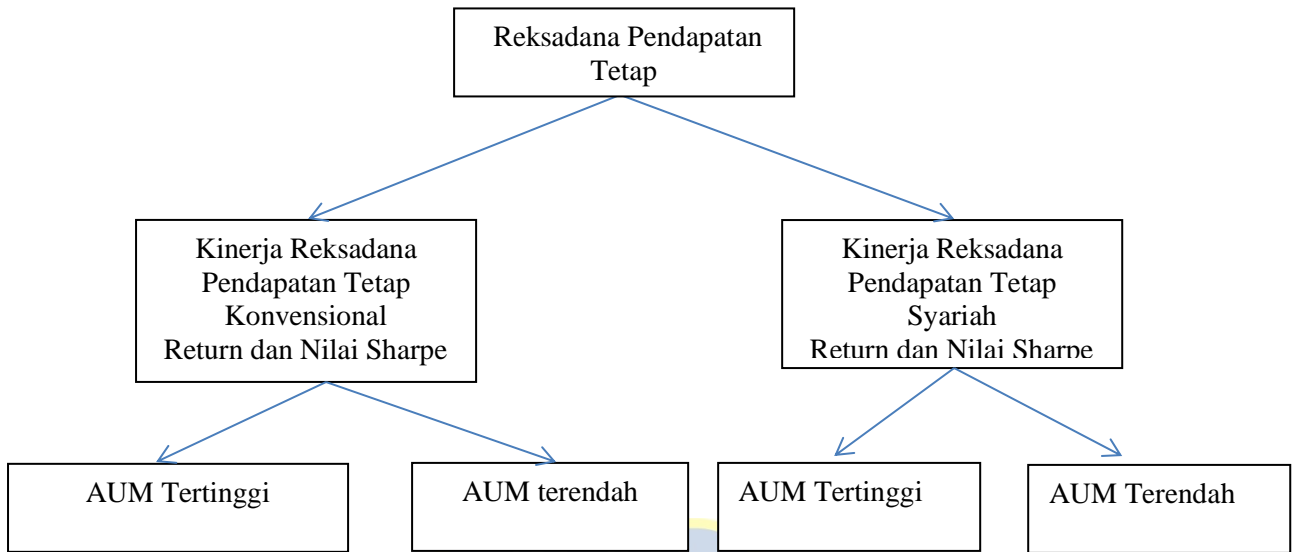 Reksadana Pendapatan
Tetap
Kinerja Reksadana
Pendapatan Tetap
Konvensional
Return dan Nilai Sharpe
Kinerja Reksadana
Pendapatan Tetap
Syariah
Return dan Nilai Sharpe
AUM Tertinggi
AUM terendah
AUM Tertinggi
AUM Terendah